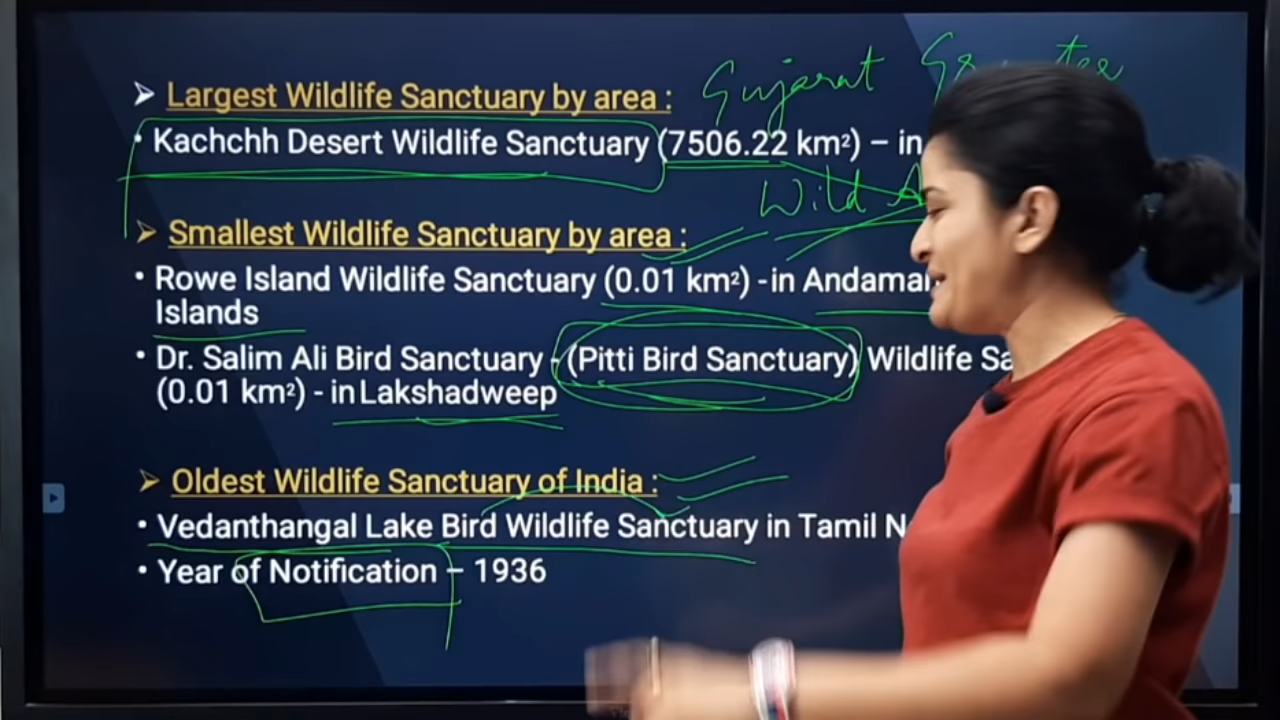 Gujarat
➤ Largest Wildlife Sanctuary by area :
• Kachchh Desert Wildlife Sanctuary (7506.22 km²) – in
Wild
➤ Smallest Wildlife Sanctuary by area :
• Rowe Island Wildlife Sanctuary (0.01 km²) -in
Islands
• Dr. Salim Ali Bird Sanctuary - (Pitti Bird Sanctuary) Wildlife
(0.01 km²) - in Lakshadweep
➤ Oldest Wildlife Sanctuary of India :
• Vedanthangal Lake Bird Wildlife Sanctuary in Tamil
• Year of Notification – 1936